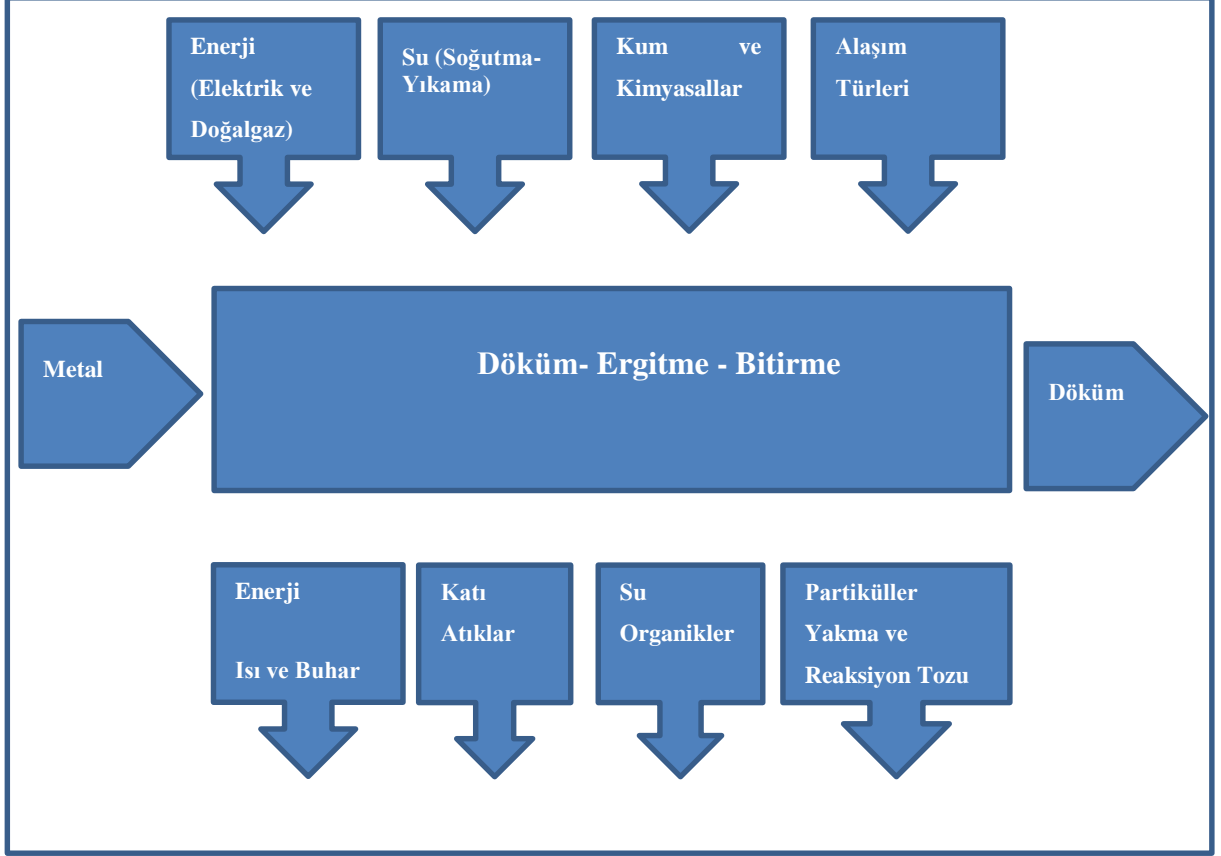 Enerji
(Elektrik ve
Doğalgaz)
Su (Soğutma-
Yıkama)
Kum ve
Kimyasallar
Alaşım
Türleri
Metal
Döküm- Ergitme - Bitirme
Döküm
Enerji
Isı ve Buhar
Katı
Atıklar
Su
Organikler
Partiküller
Yakma ve
Reaksiyon Tozu